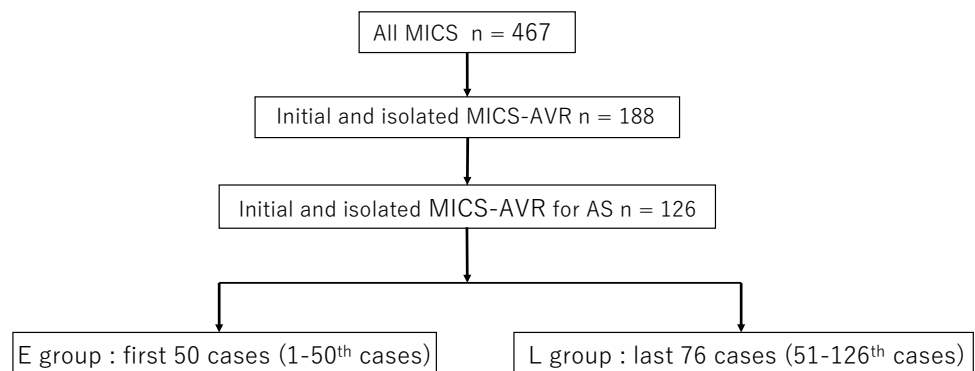 All MICS n = 467
Initial and isolated MICS-AVR n = 188
Initial and isolated MICS-AVR for AS n = 126
E group : first 50 cases (1-50th cases)
L group : last 76 cases (51-126th cases)